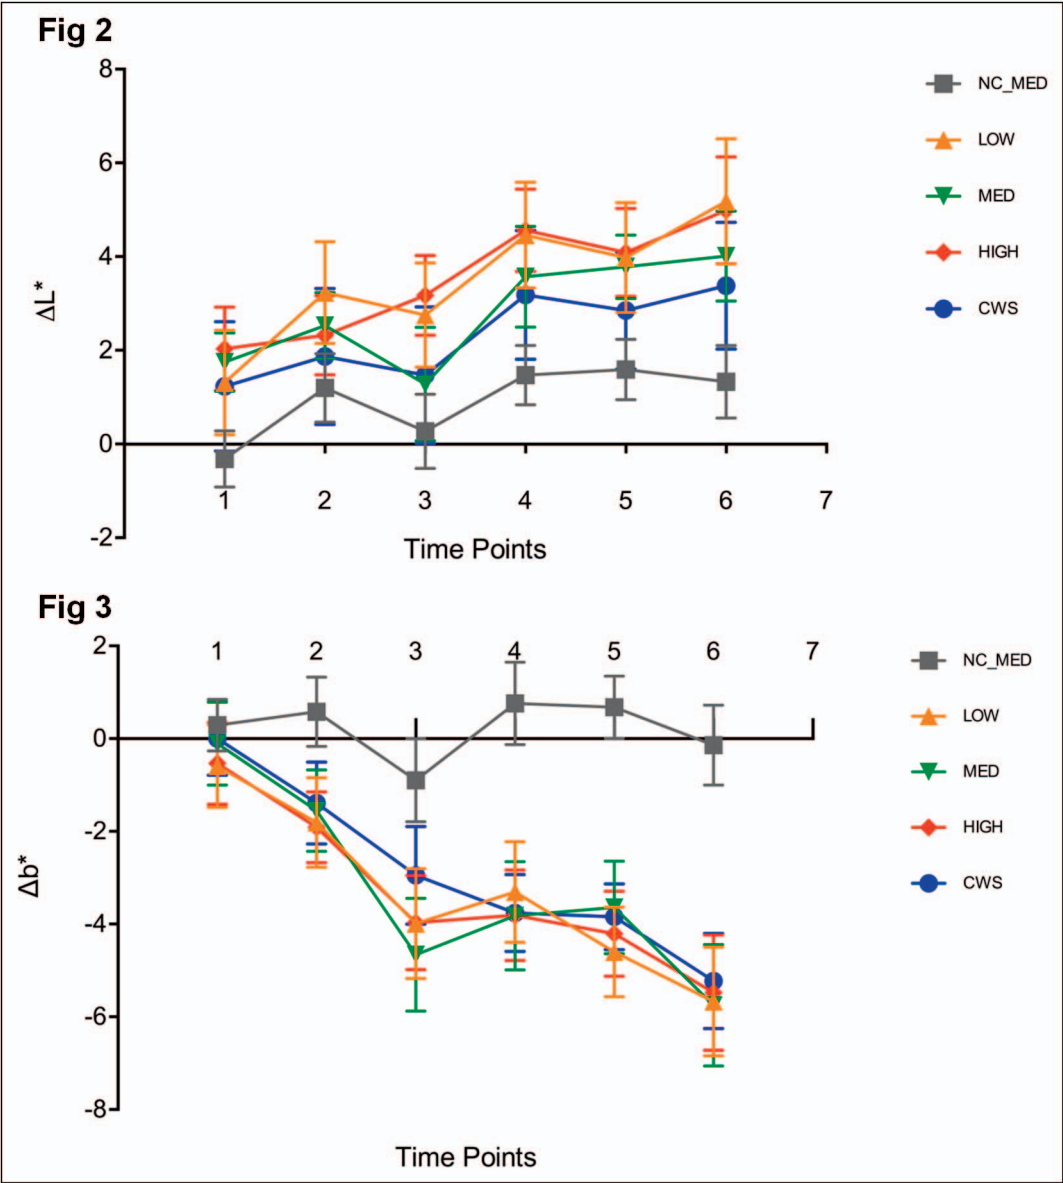 Fig 2
8
6
4
2
0
-2
ΔL*
1 2 3 4 5 6 7
Time Points
NC_MED
LOW
MED
HIGH
CWS
Fig 3
2
0
-2
-4
-6
-8
Δb*
1 2 3 4 5 6 7
Time Points
NC_MED
LOW
MED
HIGH
CWS